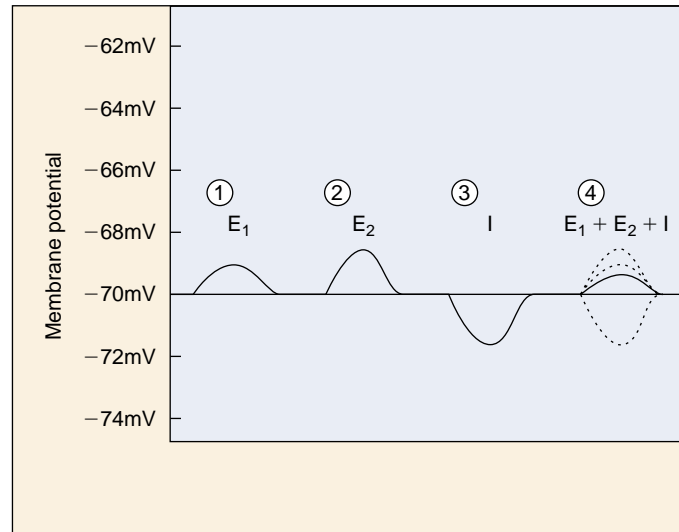 −62mV
−64mV
−66mV
−68mV
−70mV
−72mV
−74mV
Membrane potential
1 2 3 4
E₁ E₂ I E₁ + E₂ + I